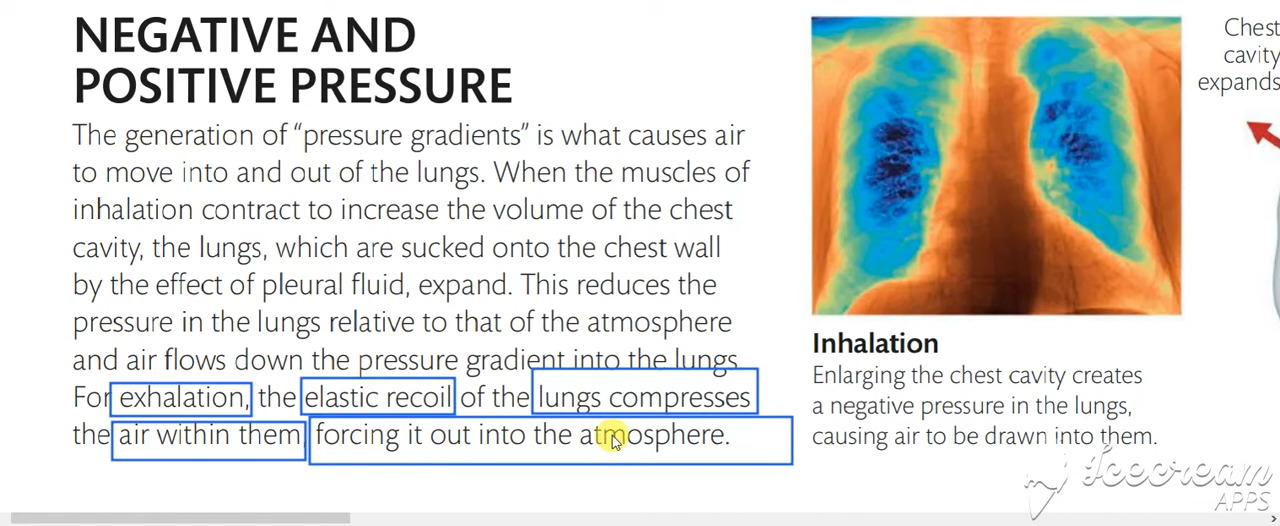 NEGATIVE AND
POSITIVE PRESSURE
The generation of “pressure gradients” is what causes air
to move into and out of the lungs. When the muscles of
inhalation contract to increase the volume of the chest
cavity, the lungs, which are sucked onto the chest wall
by the effect of pleural fluid, expand. This reduces the
pressure in the lungs relative to that of the atmosphere
and air flows down the pressure gradient into the lungs.
For exhalation, the elastic recoil of the lungs compresses
the air within them, forcing it out into the atmosphere.
Inhalation
Enlarging the chest cavity creates
a negative pressure in the lungs,
causing air to be drawn into them.
Chest
cavity
expands
Icecream
APPS